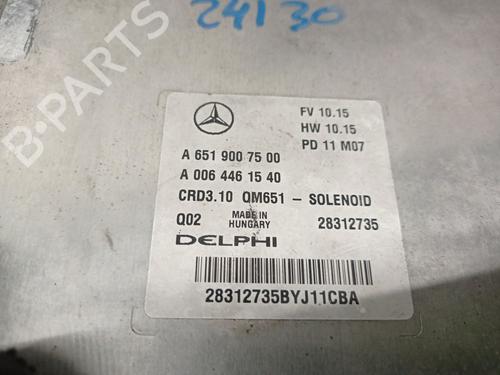 24130
FV 10.15
HW 10.15
PD 11 M07
A 651 900 75 00
A 006 446 15 40
CRD3.10 OM651 - SOLENOID
Q02 MADE IN HUNGARY 28312735
DELPHI
28312735BYJ11CBA
B-PARTS